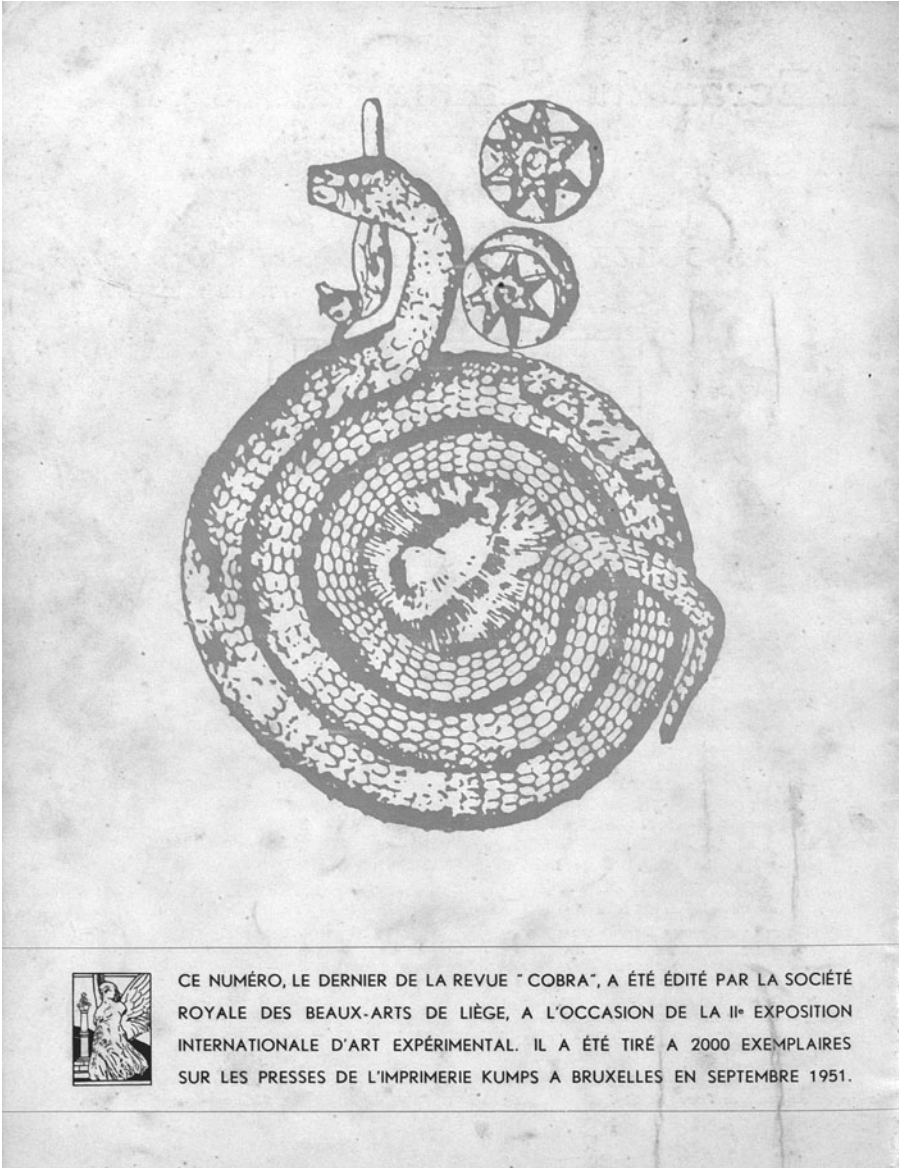 CE NUMÉRO, LE DERNIER DE LA REVUE "COBRA", A ÉTÉ ÉDITÉ PAR LA SOCIÉTÉ
ROYALE DES BEAUX-ARTS DE LIÈGE, A L'OCCASION DE LA IIe EXPOSITION
INTERNATIONALE D'ART EXPÉRIMENTAL. IL A ÉTÉ TIRÉ A 2000 EXEMPLAIRES
SUR LES PRESSES DE L'IMPRIMERIE KUMPS A BRUXELLES EN SEPTEMBRE 1951.